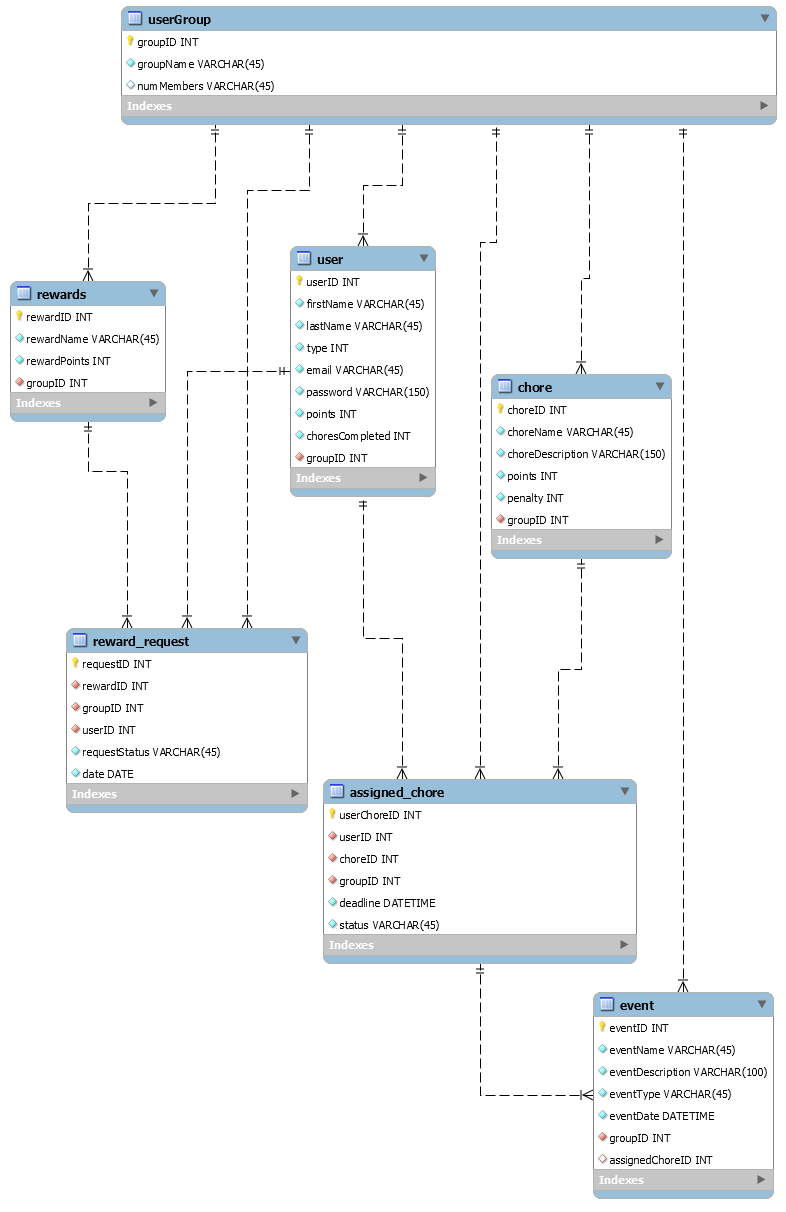 userGroup
groupID INT
groupName VARCHAR(45)
numMembers VARCHAR(45)
Indexes
user
userID INT
firstName VARCHAR(45)
lastName VARCHAR(45)
type INT
email VARCHAR(45)
password VARCHAR(150)
points INT
choresCompleted INT
groupID INT
Indexes
rewards
rewardID INT
rewardName VARCHAR(45)
rewardPoints INT
groupID INT
Indexes
chore
choreID INT
choreName VARCHAR(45)
choreDescription VARCHAR(150)
points INT
penalty INT
groupID INT
Indexes
reward_request
requestID INT
rewardID INT
groupID INT
userID INT
requestStatus VARCHAR(45)
date DATE
Indexes
assigned_chore
userChoreID INT
userID INT
choreID INT
groupID INT
deadline DATETIME
status VARCHAR(45)
Indexes
event
eventID INT
eventName VARCHAR(45)
eventDescription VARCHAR(100)
eventType VARCHAR(45)
eventDate DATETIME
groupID INT
assignedChoreID INT
Indexes